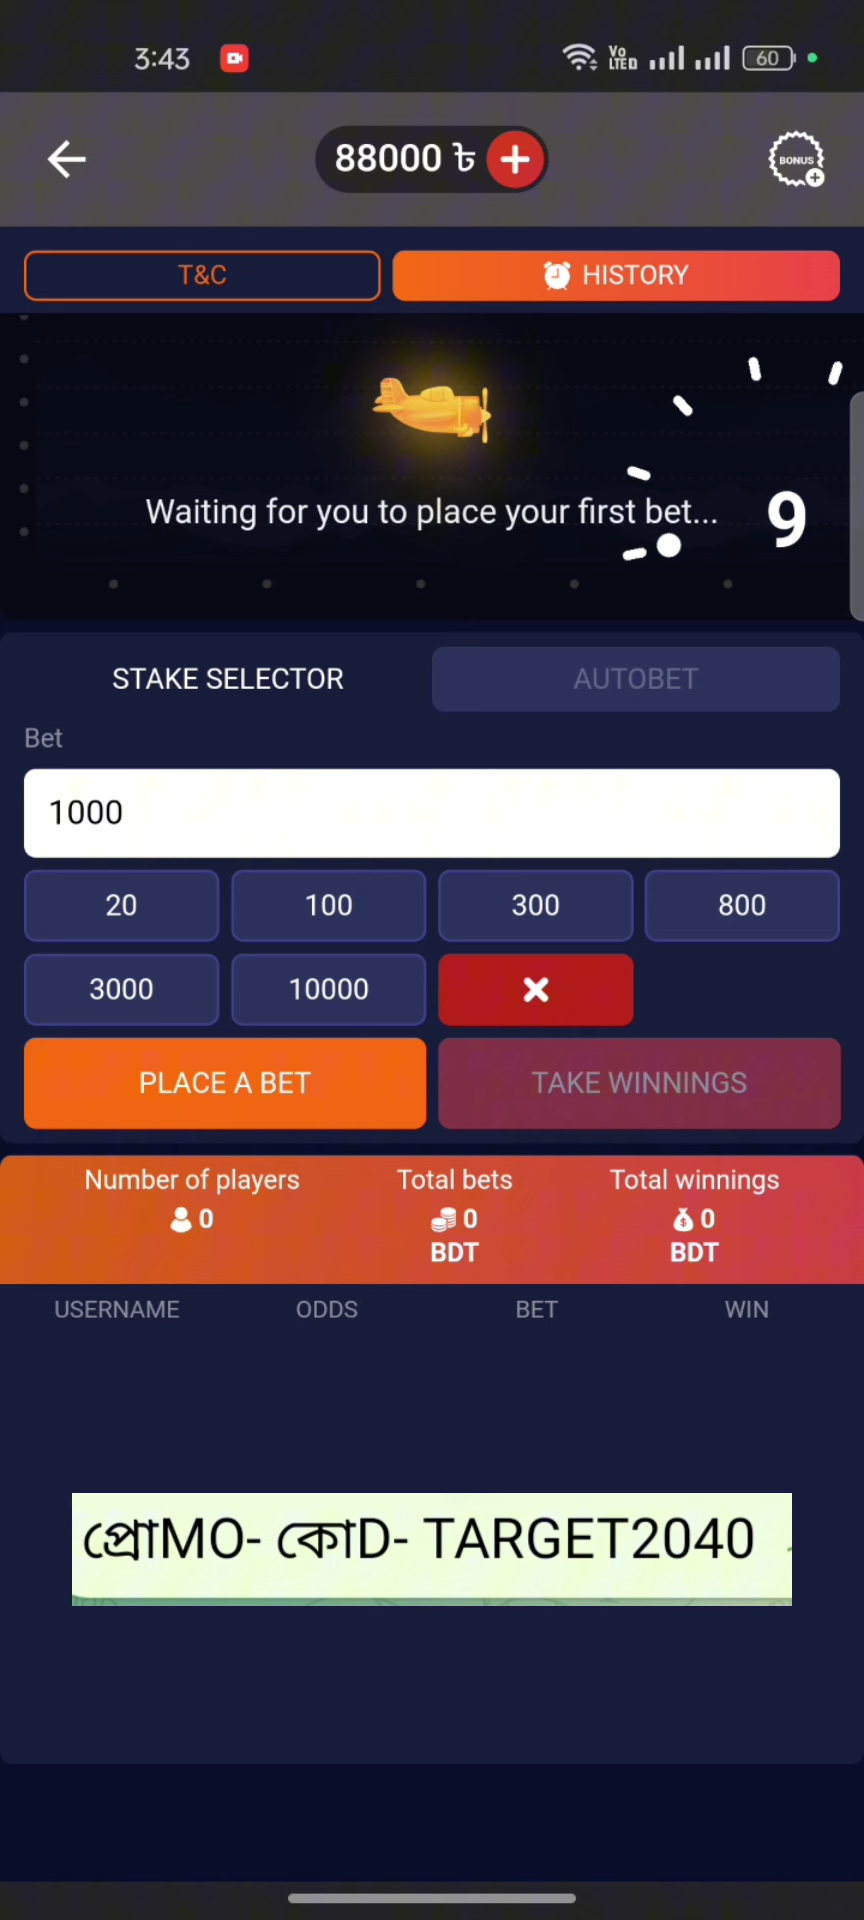 3:43
Vo LTED
60
88000 ৳
BONUS
T&C
HISTORY
Waiting for you to place your first bet...
9
STAKE SELECTOR
AUTOBET
Bet
1000
20 100 300 800
3000 10000
PLACE A BET
TAKE WINNINGS
Number of players Total bets Total winnings
0 0 0
BDT BDT
USERNAME ODDS BET WIN
প্রোMO- কোD- TARGET2040